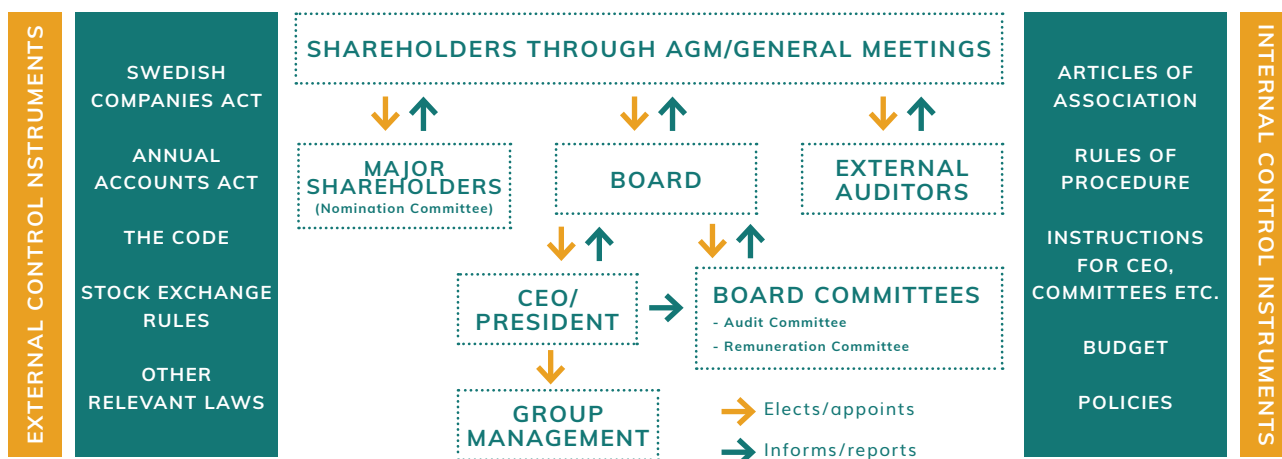 EXTERNAL CONTROL NSTRUMENTS
SWEDISH
COMPANIES ACT
ANNUAL
ACCOUNTS ACT
THE CODE
STOCK EXCHANGE
RULES
OTHER
RELEVANT LAWS
SHAREHOLDERS THROUGH AGM/GENERAL MEETINGS
MAJOR
SHAREHOLDERS
(Nomination Committee)
BOARD
EXTERNAL
AUDITORS
CEO/
PRESIDENT
BOARD COMMITTEES
- Audit Committee
- Remuneration Committee
GROUP
MANAGEMENT
Elects/appoints
Informs/reports
ARTICLES OF
ASSOCIATION
RULES OF
PROCEDURE
INSTRUCTIONS
FOR CEO,
COMMITTEES ETC.
BUDGET
POLICIES
INTERNAL CONTROL INSTRUMENTS